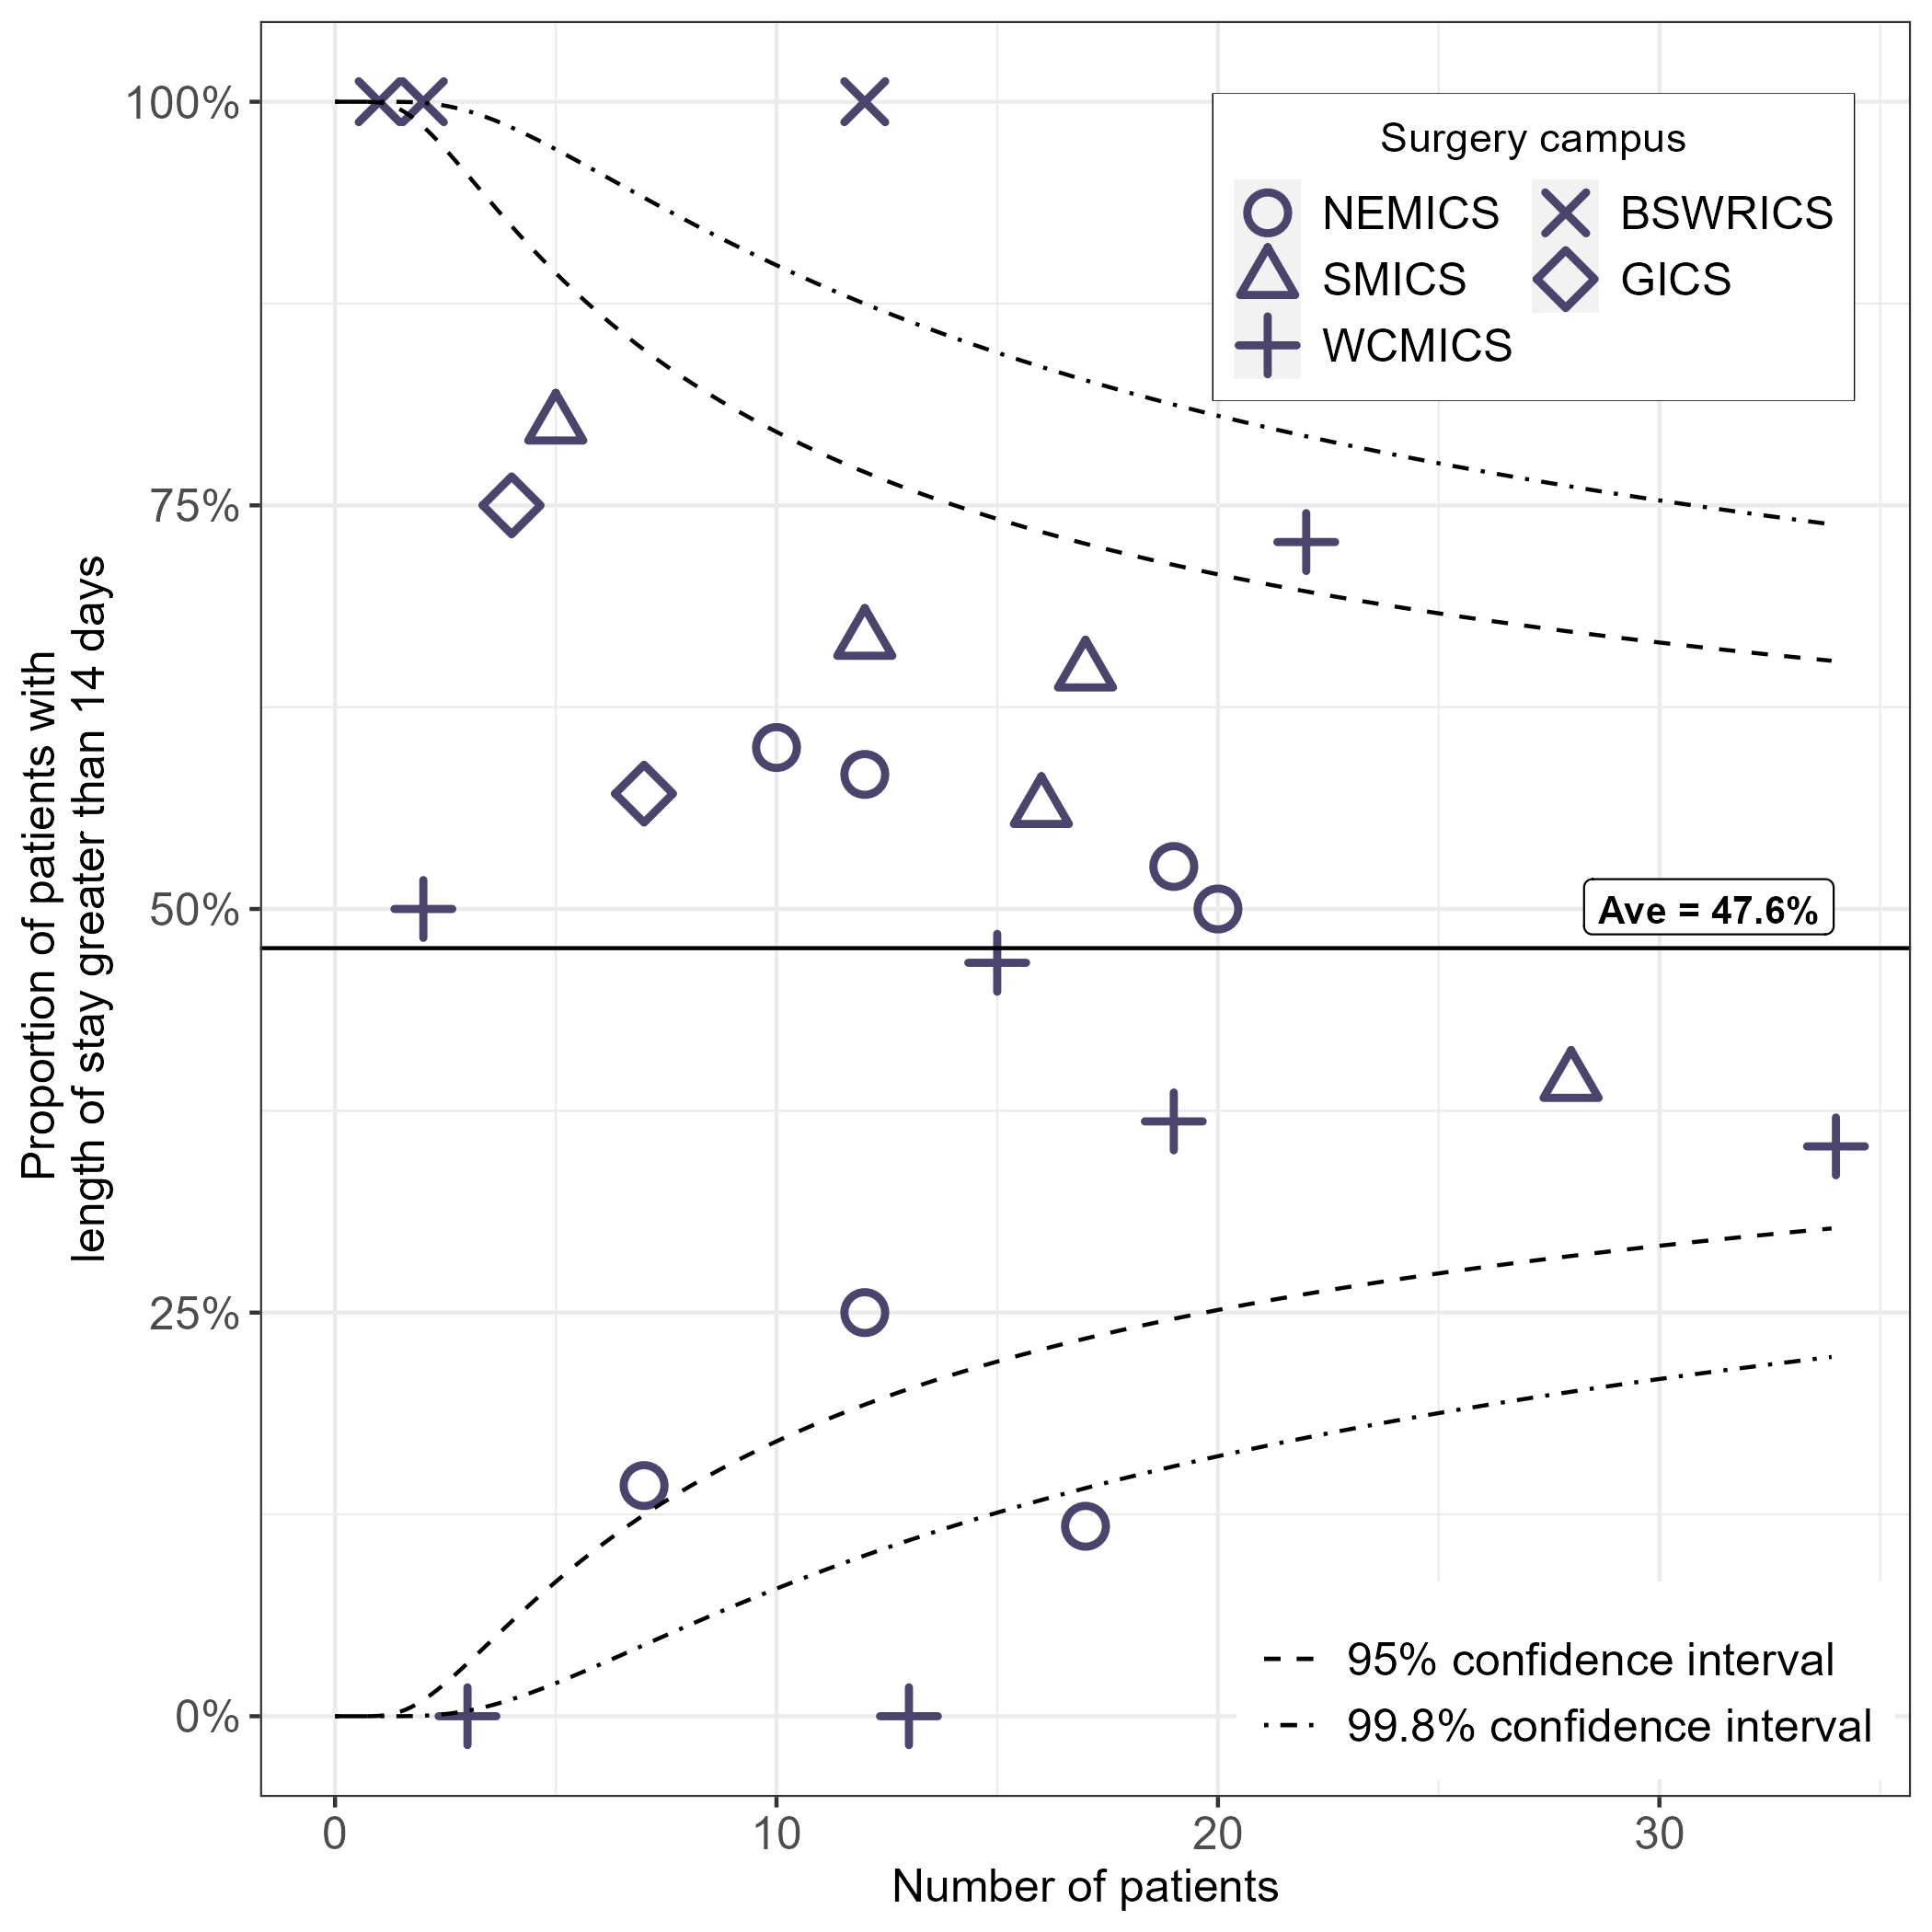 Proportion of patients with
length of stay greater than 14 days
100%
75%
50%
25%
0%
Surgery campus
NEMICS
BSWRICS
SMICS
GICS
WCMICS
Ave = 47.6%
95% confidence interval
99.8% confidence interval
0
10
20
30
Number of patients